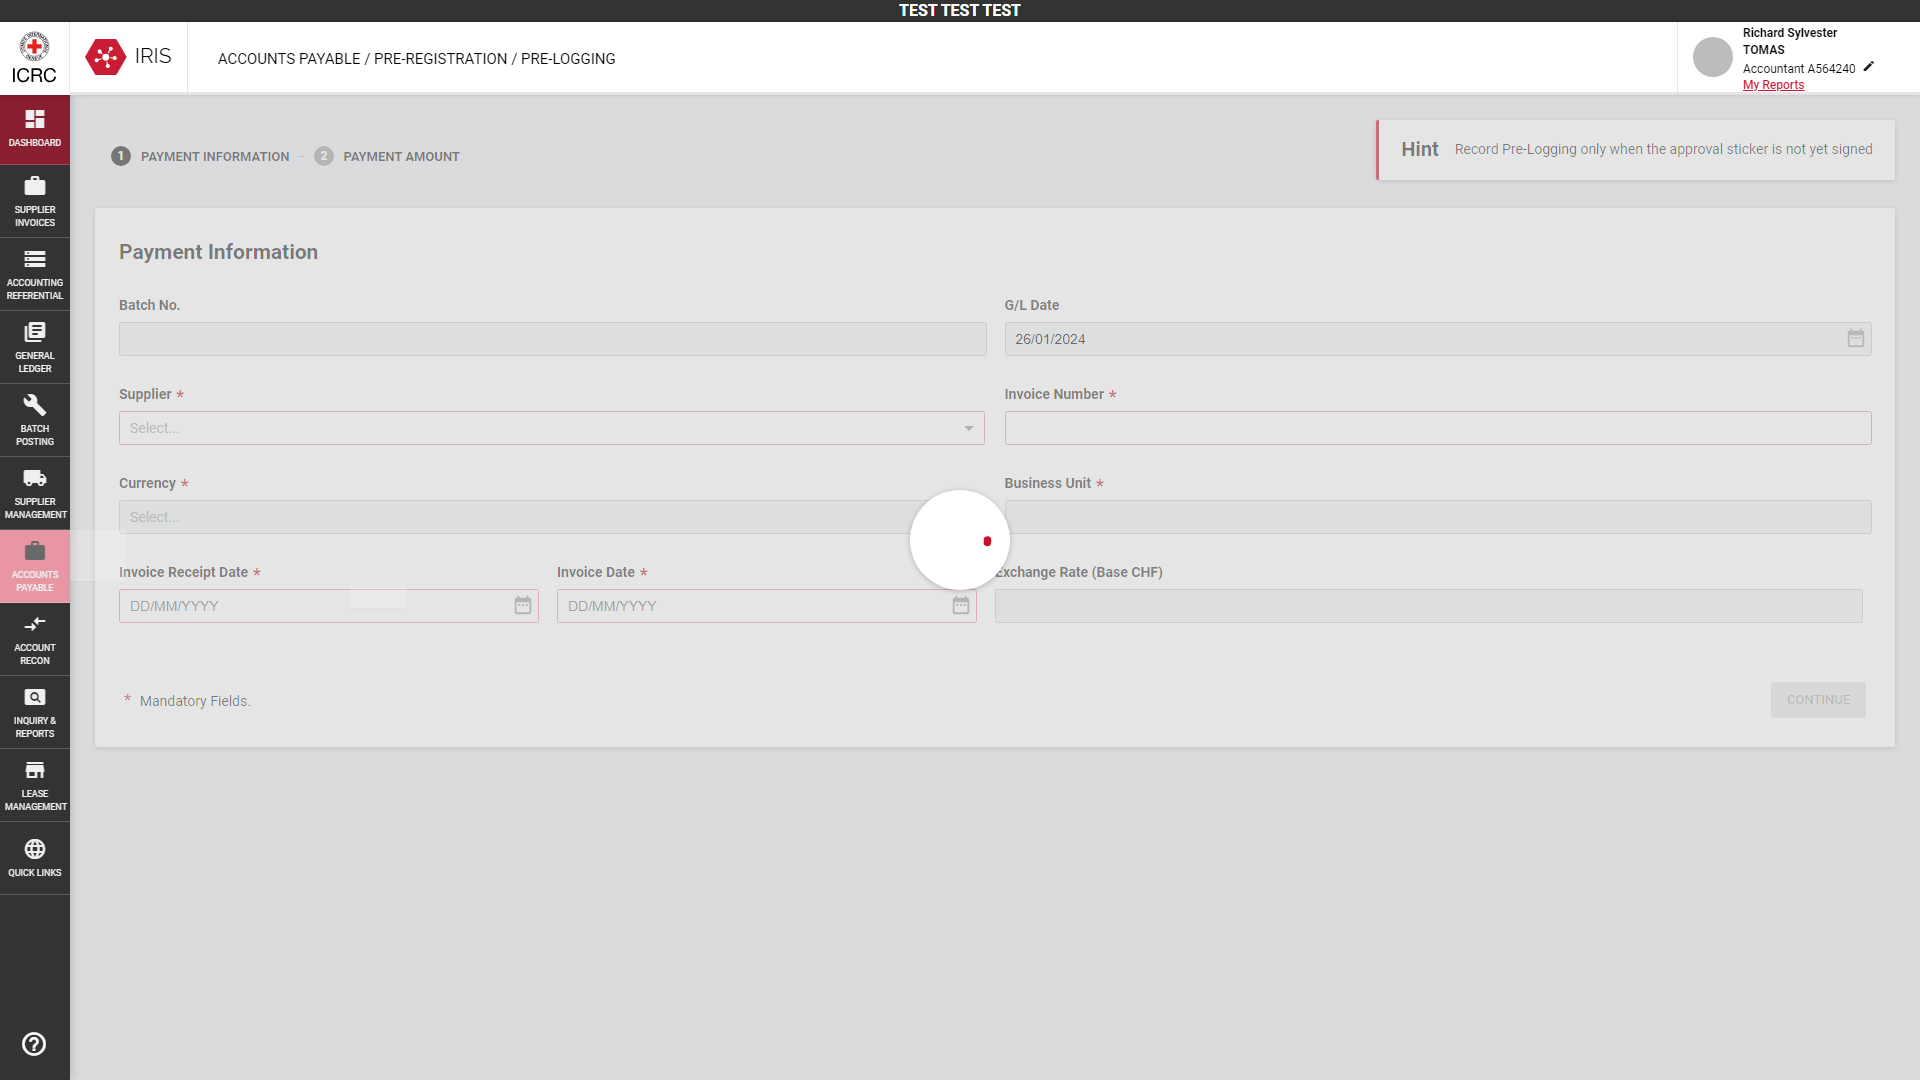 TEST TEST TEST
ICRC
IRIS
ACCOUNTS PAYABLE / PRE-REGISTRATION / PRE-LOGGING
Richard Sylvester
TOMAS
Accountant A564240
My Reports
DASHBOARD
SUPPLIER
INVOICES
ACCOUNTING
REFERENTIAL
GENERAL
LEDGER
BATCH
POSTING
SUPPLIER
MANAGEMENT
ACCOUNTS
PAYABLE
ACCOUNT
RECON
INQUIRY &
REPORTS
LEASE
MANAGEMENT
QUICK LINKS
1 PAYMENT INFORMATION
2 PAYMENT AMOUNT
Hint Record Pre-Logging only when the approval sticker is not yet signed
Payment Information
Batch No.
G/L Date
26/01/2024
Supplier *
Invoice Number *
Select...
Currency *
Business Unit *
Select...
Invoice Receipt Date *
Invoice Date *
Exchange Rate (Base CHF)
DD/MM/YYYY
DD/MM/YYYY
* Mandatory Fields.
CONTINUE